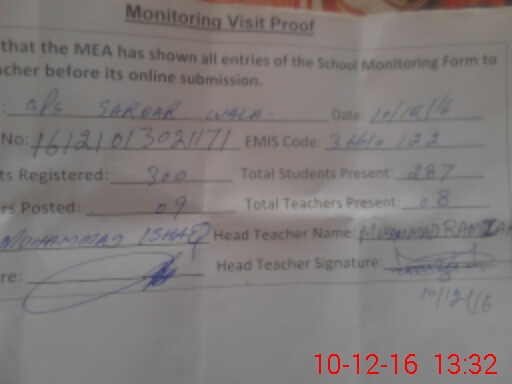 Monitoring Visit Proof
that the MEA has shown all entries of the School Monitoring Form to
cher before its online submission.
: GPS SARDAR WALA. Date: 10/12/16
No: EMIS Code: 36610122
ts Registered: 300 Total Students Present: 287
rs Posted: 09 Total Teachers Present: 08
MUHAMMAD ISHAQ Head Teacher Name: MUHAMMAD RAMZAN
re: Head Teacher Signature:
10/12/16
10-12-16 13:32